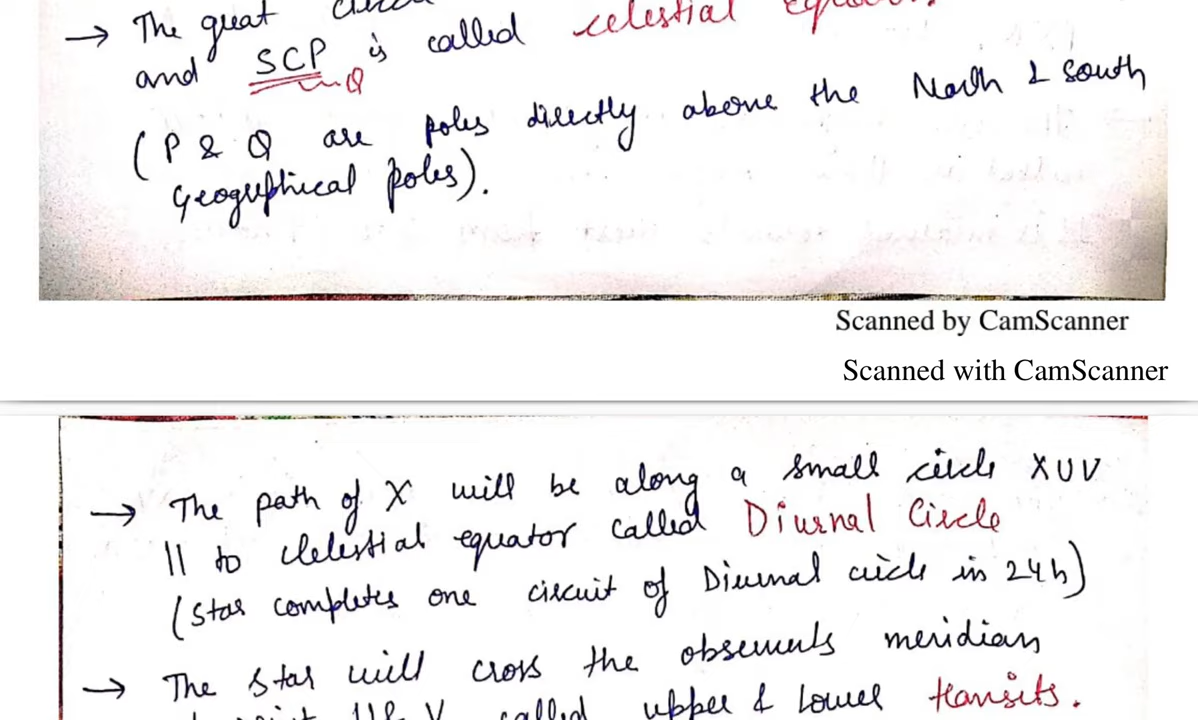 → The great circle
celestial equator.
and SCP is called
Q
(P & Q are poles directly above the North & South
Geographical poles).
Scanned by CamScanner
Scanned with CamScanner
→ The path of X will be along a small circle XUV
|| to celestial equator called Diurnal Circle
(Star completes one circuit of Diurnal circle in 24h)
→ The star will cross the observer's meridian
U & V called upper & lower transits.